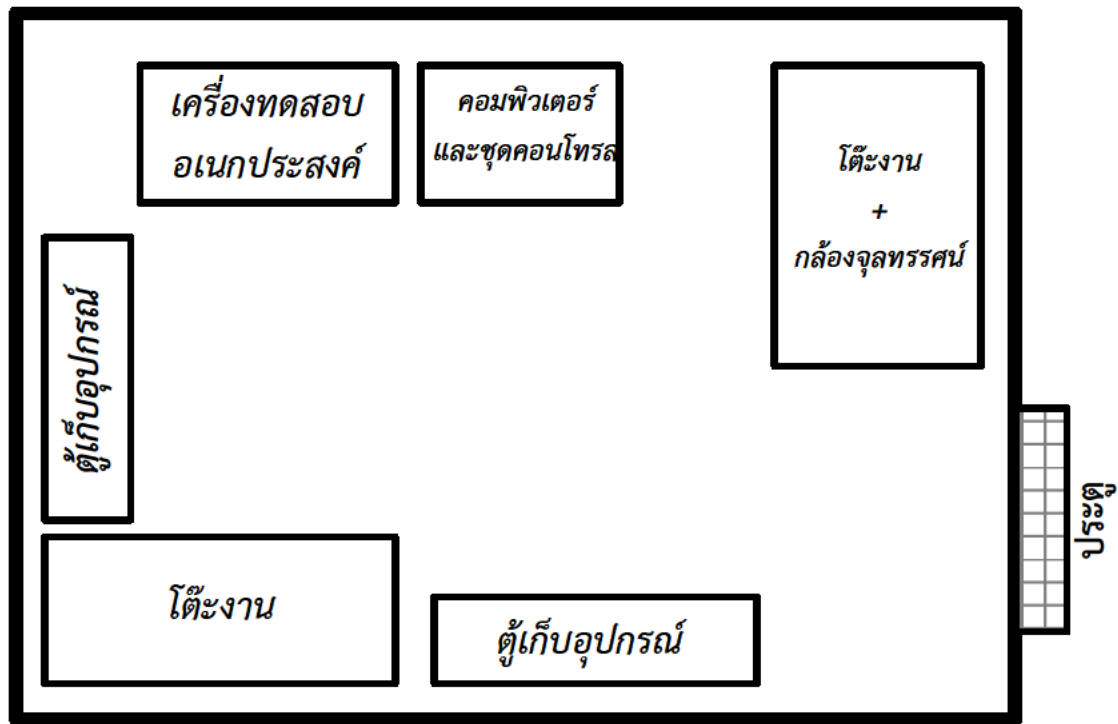 เครื่องทดสอบ
อเนกประสงค์
คอมพิวเตอร์
และชุดคอนโทรล
โต๊ะงาน
+
กล้องจุลทรรศน์
ตู้เก็บอุปกรณ์
โต๊ะงาน
ตู้เก็บอุปกรณ์
ประตู